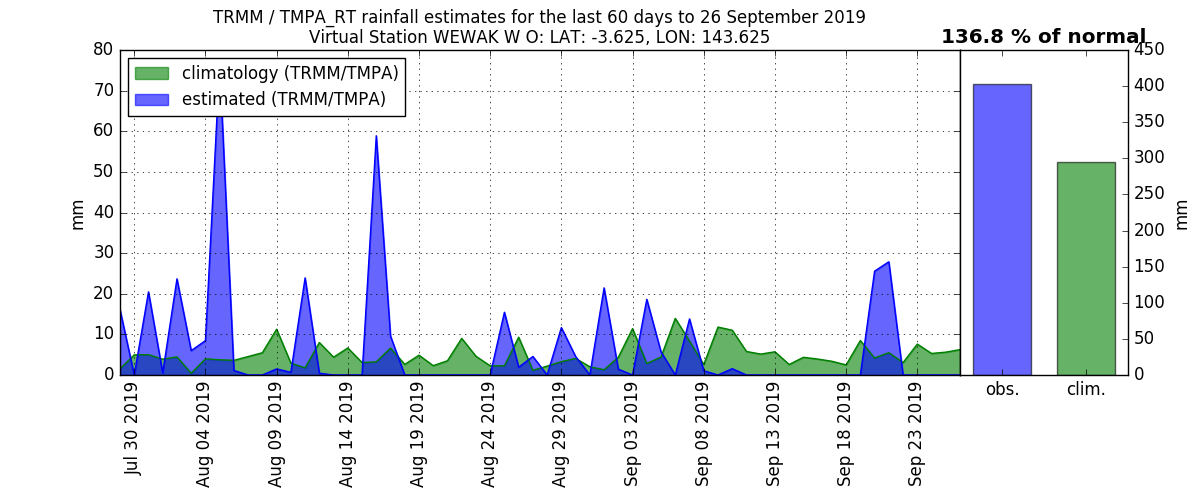 TRMM / TMPA_RT rainfall estimates for the last 60 days to 26 September 2019
Virtual Station WEWAK W O: LAT: -3.625, LON: 143.625
136.8 % of normal
climatology (TRMM/TMPA)
estimated (TRMM/TMPA)
mm
80
70
60
50
40
30
20
10
0
Jul 30 2019
Aug 04 2019
Aug 09 2019
Aug 14 2019
Aug 19 2019
Aug 24 2019
Aug 29 2019
Sep 03 2019
Sep 08 2019
Sep 13 2019
Sep 18 2019
Sep 23 2019
obs.
clim.
450
400
350
300
250
200
150
100
50
0
mm